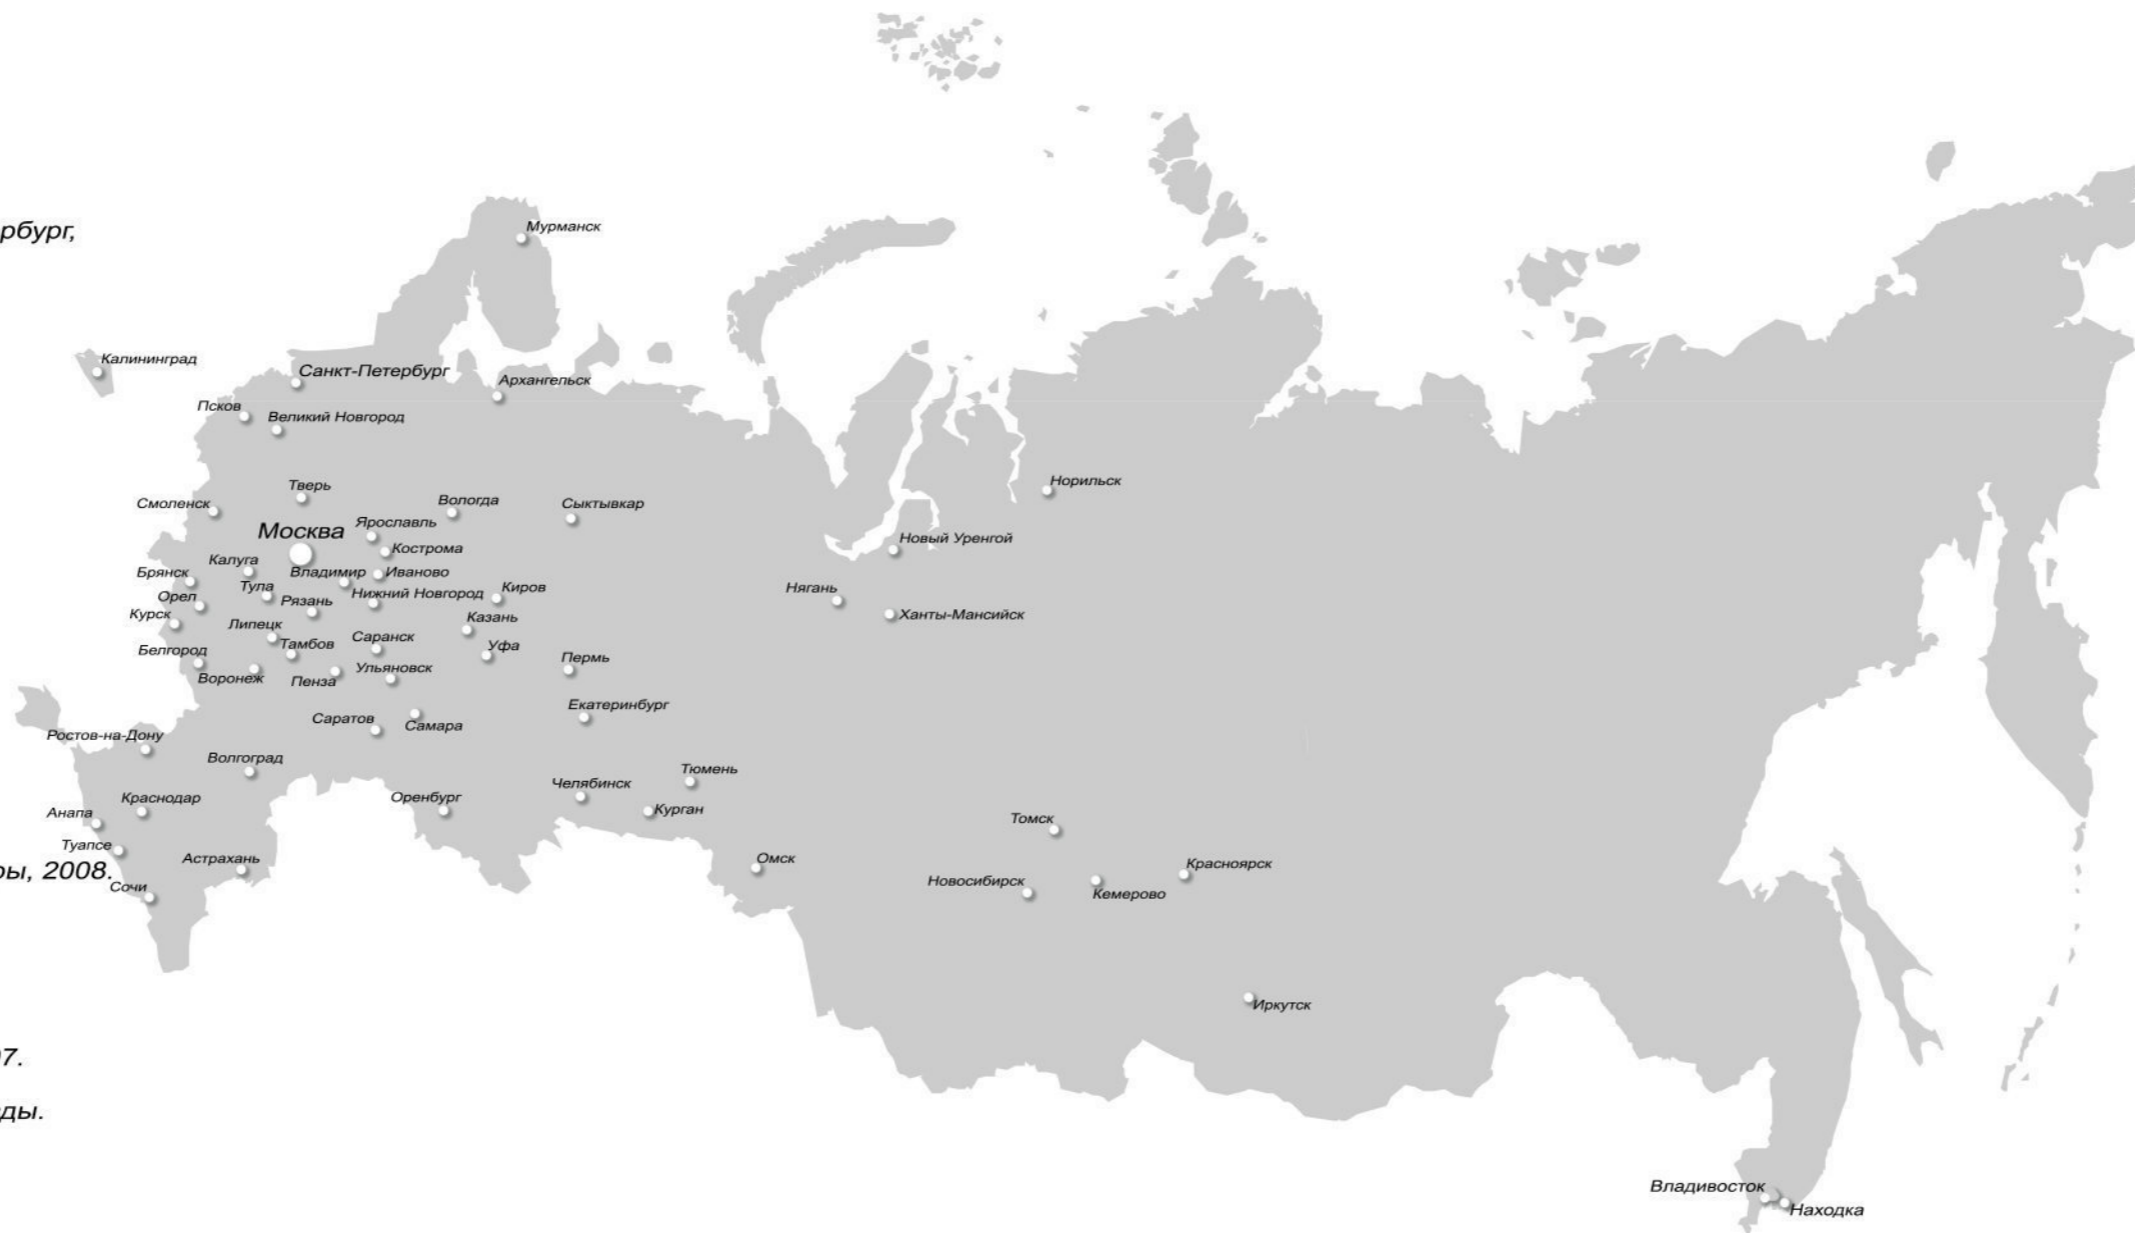 Мурманск
рбург,
Калининград
Санкт-Петербург
Архангельск
Псков
Великий Новгород
Норильск
Тверь
Вологда
Смоленск
Сыктывкар
Ярославль
Москва
Новый Уренгой
Кострома
Калуга
Брянск
Владимир
Иваново
Тула
Киров
Нягань
Нижний Новгород
Орел
Рязань
Курск
Ханты-Мансийск
Казань
Липецк
Саранск
Тамбов
Уфа
Белгород
Пермь
Ульяновск
Воронеж
Пенза
Екатеринбург
Саратов
Самара
Ростов-на-Дону
Волгоград
Тюмень
Челябинск
Оренбург
Краснодар
Курган
Анапа
Томск
Туапсе
Астрахань
Омск
Красноярск
ры, 2008.
Новосибирск
Сочи
Кемерово
Иркутск
7.
ды.
Владивосток
Находка